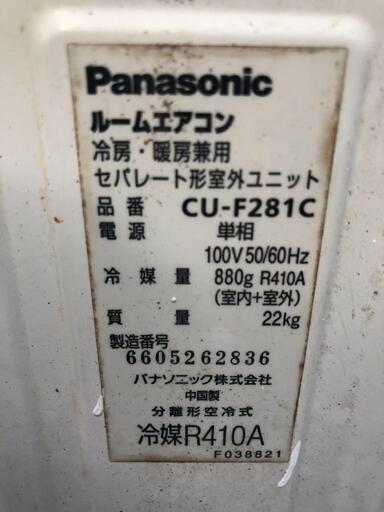 Panasonic
ルームエアコン
冷房・暖房兼用
セパレート形室外ユニット
品番 CU-F281C
電源 単相
100V 50/60Hz
冷媒量 880g R410A
(室内+室外)
質量 22kg
製造番号
6605262836
パナソニック株式会社
中国製
分離形空冷式
冷媒R410A
F038821